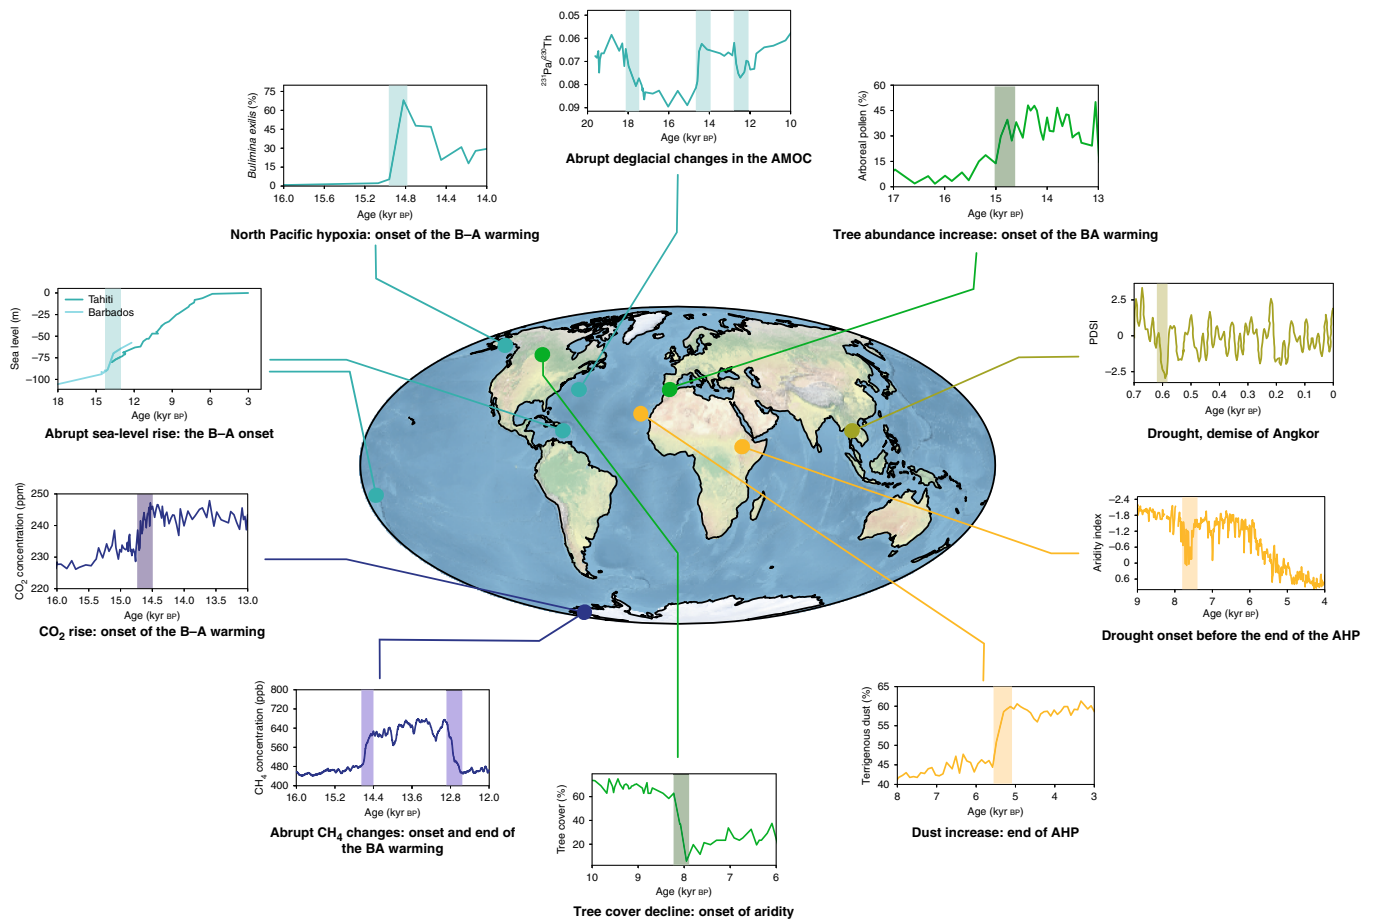 0.05
0.06
0.07
0.08
0.09
231Pa/230Th
20 18 16 14 12 10
Age (kyr BP)
Abrupt deglacial changes in the AMOC
75
60
45
30
15
0
Bulimina exilis (%)
16.0 15.6 15.2 14.8 14.4 14.0
Age (kyr BP)
North Pacific hypoxia: onset of the B–A warming
60
45
30
15
0
Arboreal pollen (%)
17 16 15 14 13
Age (kyr BP)
Tree abundance increase: onset of the BA warming
0
−25
−50
−75
−100
Sea level (m)
Tahiti
Barbados
18 15 12 9 6 3
Age (kyr BP)
Abrupt sea-level rise: the B–A onset
2.5
0
−2.5
PDSI
0.7 0.6 0.5 0.4 0.3 0.2 0.1 0
Age (kyr BP)
Drought, demise of Angkor
250
240
230
220
CO2 concentration (ppm)
16.0 15.5 15.0 14.5 14.0 13.5 13.0
Age (kyr BP)
CO2 rise: onset of the B–A warming
−2.4
−1.8
−1.2
−0.6
0
0.6
Aridity index
9 8 7 6 5 4
Age (kyr BP)
Drought onset before the end of the AHP
800
720
640
560
480
400
CH4 concentration (ppb)
16.0 15.2 14.4 13.6 12.8 12.0
Age (kyr BP)
Abrupt CH4 changes: onset and end of
the BA warming
60
40
20
Tree cover (%)
10 9 8 7 6
Age (kyr BP)
Tree cover decline: onset of aridity
65
60
55
50
45
40
Terrigenous dust (%)
8 7 6 5 4 3
Age (kyr BP)
Dust increase: end of AHP